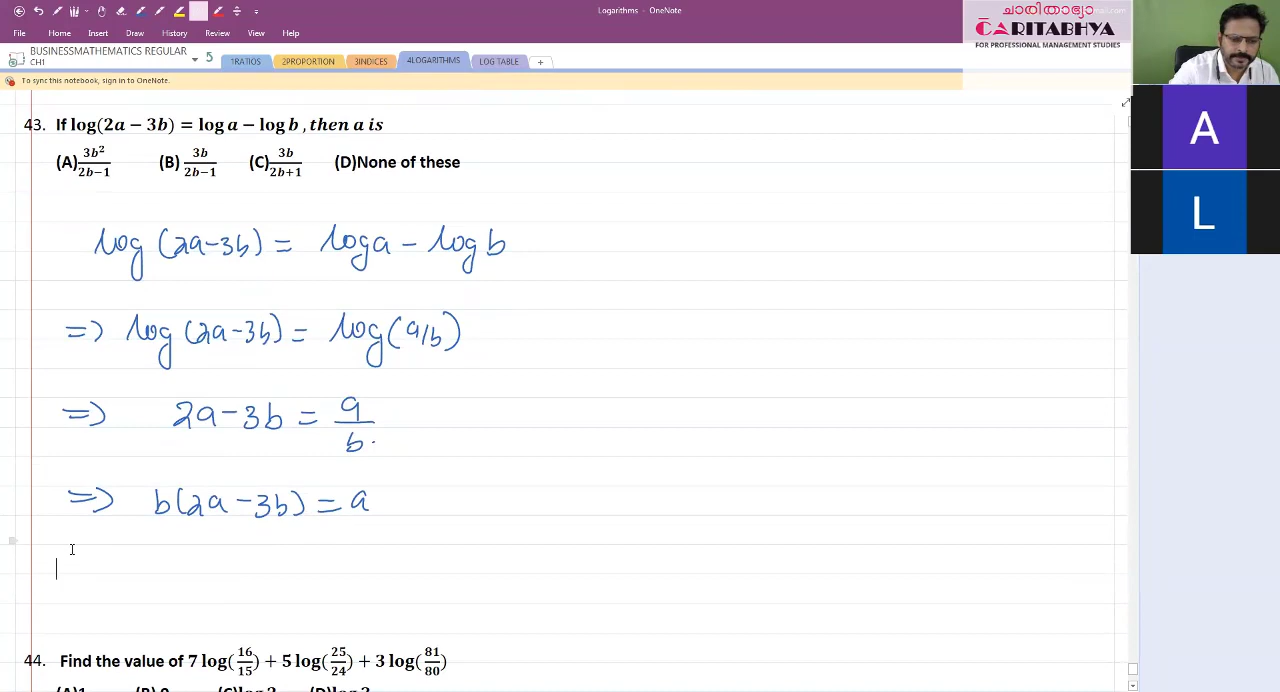 Logarithms - OneNote
ചാരിതാഭ്യാ
CARITABHYA
FOR PROFESSIONAL MANAGEMENT STUDIES
File Home Insert Draw History Review View Help
BUSINESSMATHEMATICS REGULAR
CH1
1RATIOS 2PROPORTION 3INDICES 4LOGARITHMS LOG TABLE +
To sync this notebook, sign in to OneNote.
43. If log(2a − 3b) = log a − log b , then a is
(A) 3b²/2b−1 (B) 3b/2b−1 (C) 3b/2b+1 (D)None of these
log (2a-3b) = log a - log b
=> log (2a-3b) = log (a/b)
=> 2a-3b = a/b
=> b(2a-3b) = a
44. Find the value of 7 log(16/15) + 5 log(25/24) + 3 log(81/80)
A
L